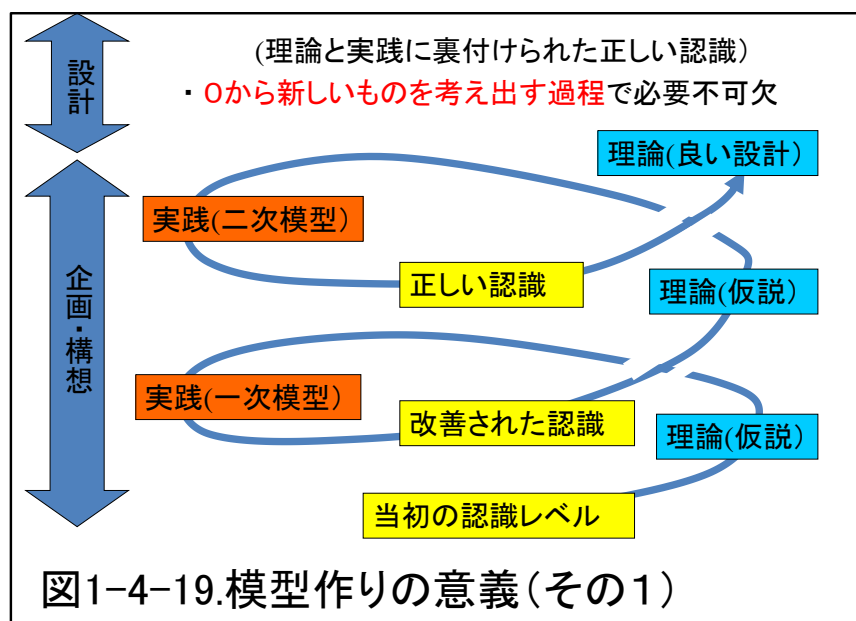 設計
(理論と実践に裏付けられた正しい認識)
・0から新しいものを考え出す過程で必要不可欠
理論(良い設計)
実践(二次模型)
正しい認識
理論(仮説)
企画・構想
実践(一次模型)
改善された認識
理論(仮説)
当初の認識レベル
図1-4-19.模型作りの意義(その1)